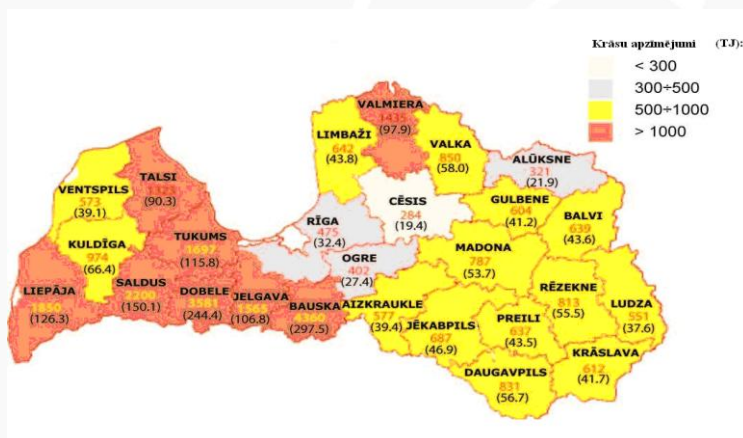 Krāsu apzīmējumi (TJ):
< 300
300÷500
500÷1000
> 1000
VALMIERA
1435
(97.9)
LIMBAŽI
642
(43.8)
VALKA
850
(58.0)
ALŪKSNE
321
(21.9)
TALSI
1323
(90.3)
VENTSPILS
573
(39.1)
CĒSIS
284
(19.4)
GULBENE
604
(41.2)
BALVI
639
(43.6)
RĪGA
475
(32.4)
KULDĪGA
974
(66.4)
TUKUMS
1697
(115.8)
MADONA
787
(53.7)
OGRE
402
(27.4)
LIEPĀJA
1850
(126.3)
SALDUS
2200
(150.1)
DOBELE
3581
(244.4)
JELGAVA
1565
(106.8)
BAUSKA
4360
(297.5)
AIZKRAUKLE
577
(39.4)
JĒKABPILS
687
(46.9)
PREILI
637
(43.5)
RĒZEKNE
813
(55.5)
LUDZA
551
(37.6)
DAUGAVPILS
831
(56.7)
KRĀSLAVA
612
(41.7)